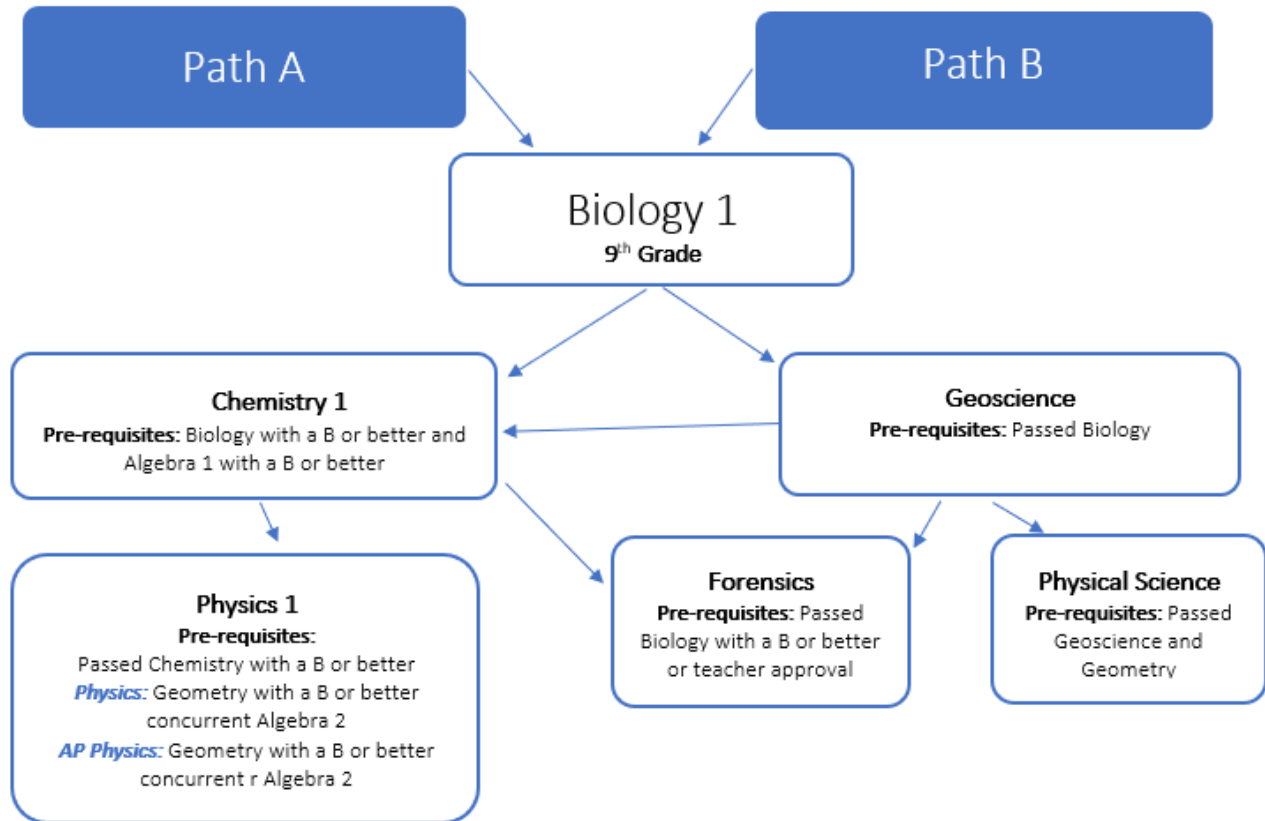 Path A
Path B
Biology 1
9th Grade
Chemistry 1
Pre-requisites: Biology with a B or better and
Algebra 1 with a B or better
Geoscience
Pre-requisites: Passed Biology
Physics 1
Pre-requisites:
Passed Chemistry with a B or better
Physics: Geometry with a B or better
concurrent Algebra 2
AP Physics: Geometry with a B or better
concurrent r Algebra 2
Forensics
Pre-requisites: Passed
Biology with a B or better
or teacher approval
Physical Science
Pre-requisites: Passed
Geoscience and
Geometry